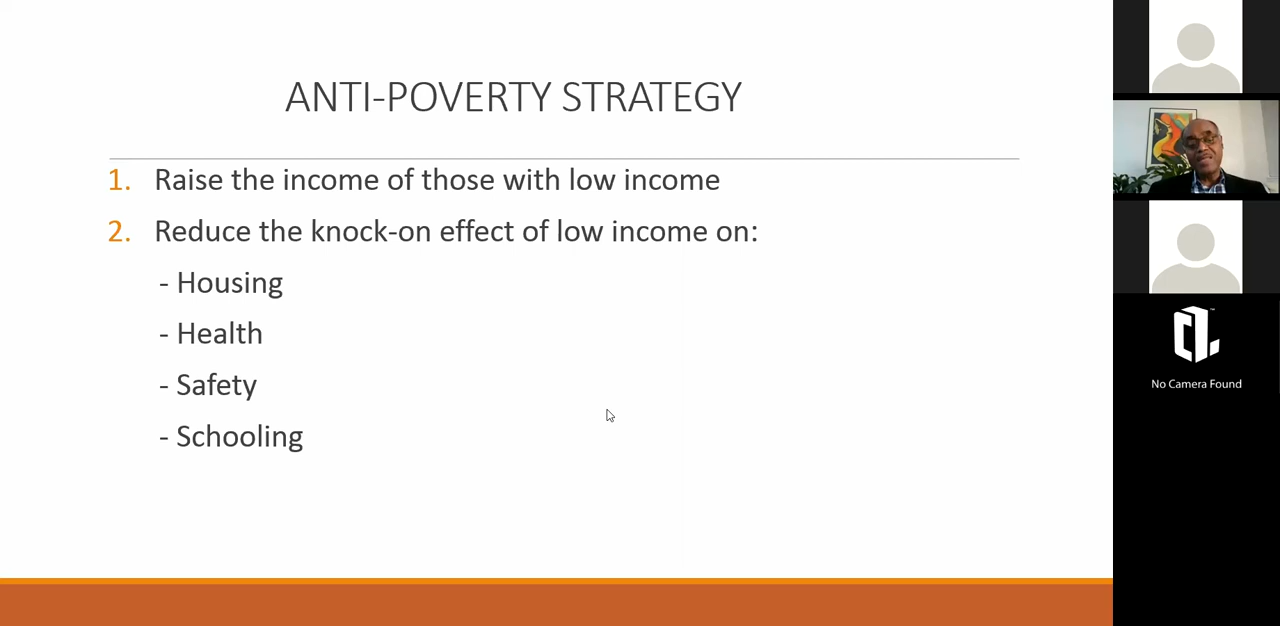 ANTI-POVERTY STRATEGY
1. Raise the income of those with low income
2. Reduce the knock-on effect of low income on:
- Housing
- Health
- Safety
- Schooling
No Camera Found